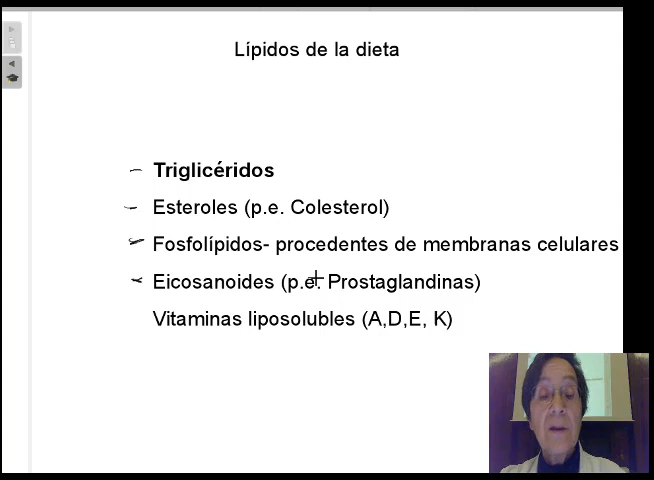 Lípidos de la dieta
Triglicéridos
Esteroles (p.e. Colesterol)
Fosfolípidos- procedentes de membranas celulares
Eicosanoides (p.e. Prostaglandinas)
Vitaminas liposolubles (A,D,E, K)